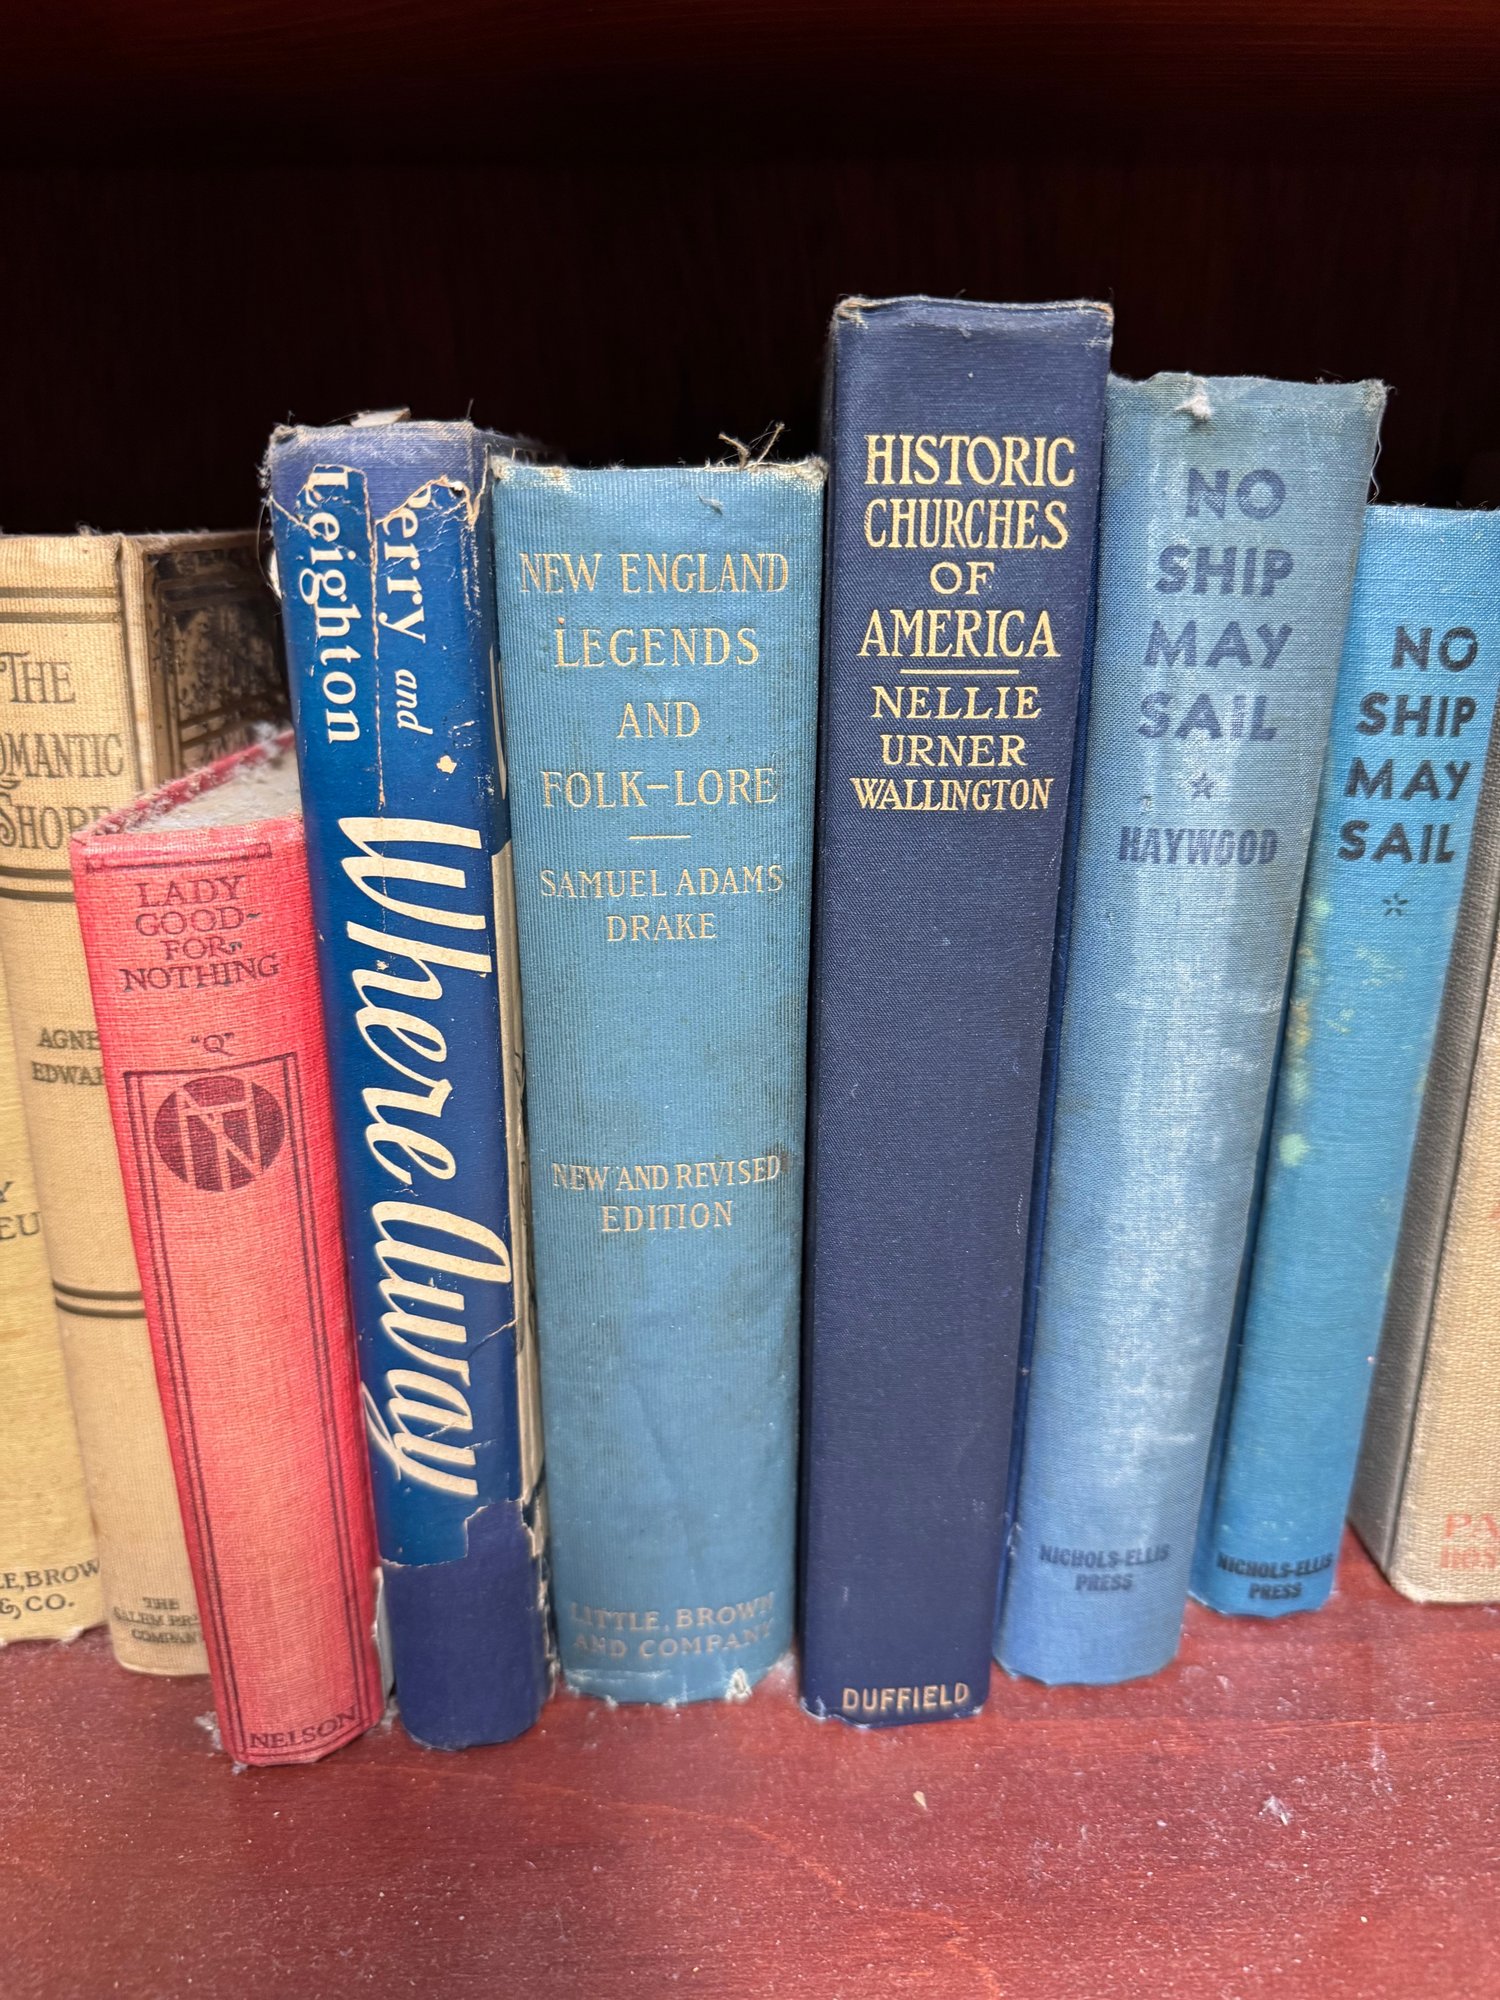 LE, BROWN
& CO.
THE
ROMANTIC
SHORE
AGNES
EDWARDS
THE
SALEM PRESS
COMPANY
LADY
GOOD-
FOR-
NOTHING
"Q"
NELSON
Perry and
Leighton
Where Away
NEW ENGLAND
LEGENDS
AND
FOLK-LORE
SAMUEL ADAMS
DRAKE
NEW AND REVISED
EDITION
LITTLE, BROWN
AND COMPANY
HISTORIC
CHURCHES
OF
AMERICA
NELLIE
URNER
WALLINGTON
DUFFIELD
NO
SHIP
MAY
SAIL
*
HAYWOOD
NICHOLS-ELLIS
PRESS
NO
SHIP
MAY
SAIL
*
NICHOLS-ELLIS
PRESS